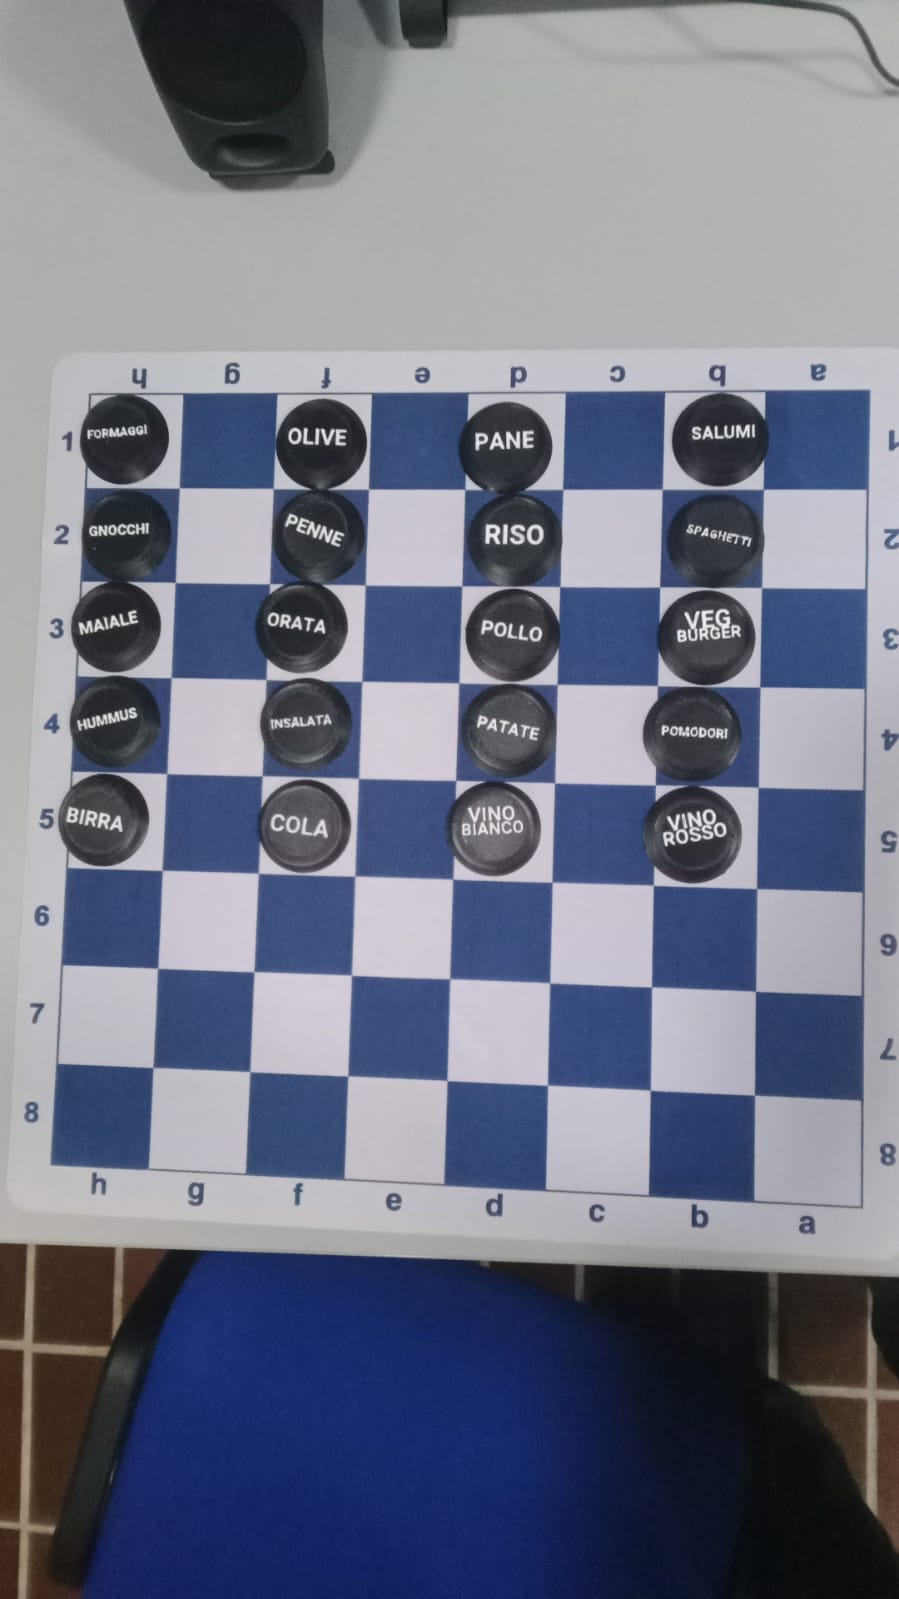 h g f e d c b a
1 FORMAGGI OLIVE PANE SALUMI 1
2 GNOCCHI PENNE RISO SPAGHETTI 2
3 MAIALE ORATA POLLO VEG BURGER 3
4 HUMMUS INSALATA PATATE POMODORI 4
5 BIRRA COLA VINO BIANCO VINO ROSSO 5
6 6
7 7
8 8
h g f e d c b a